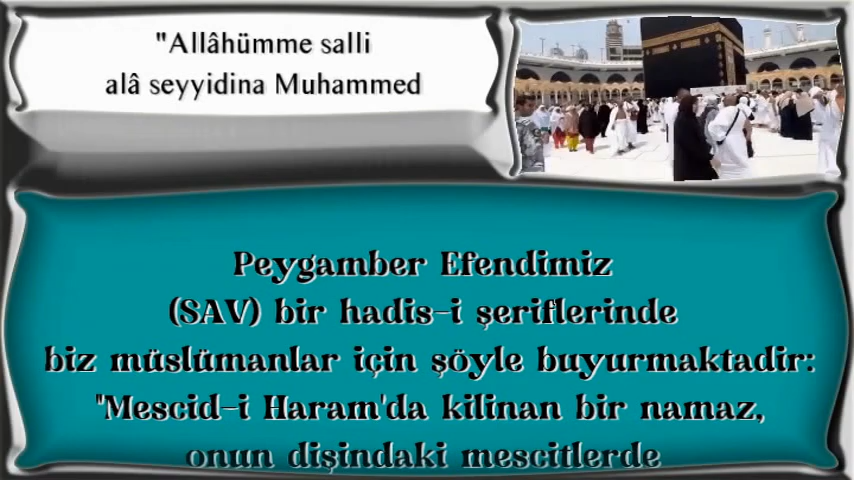 "Allâhümme salli
alâ seyyidina Muhammed
Peygamber Efendimiz
(SAV) bir hadis-i şeriflerinde
biz müslümanlar için şöyle buyurmaktadir:
"Mescid-i Haram'da kilinan bir namaz,
onun dişindaki mescitlerde